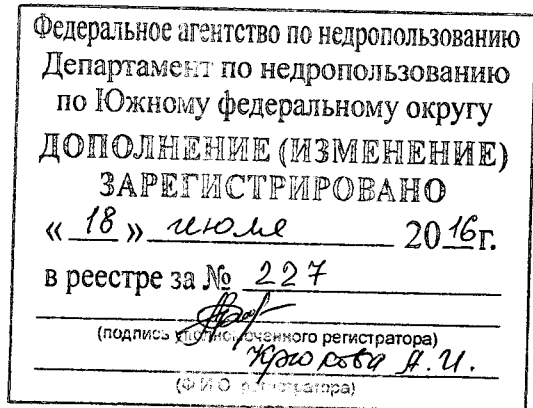 Федеральное агентство по недропользованию
Департамент по недропользованию
по Южному федеральному округу
ДОПОЛНЕНИЕ (ИЗМЕНЕНИЕ)
ЗАРЕГИСТРИРОВАНО
« 18 » июля 2016г.
в реестре за № 227
(подпись уполномоченного регистратора)
Крюкова А.И.
(Ф.И.О. регистратора)